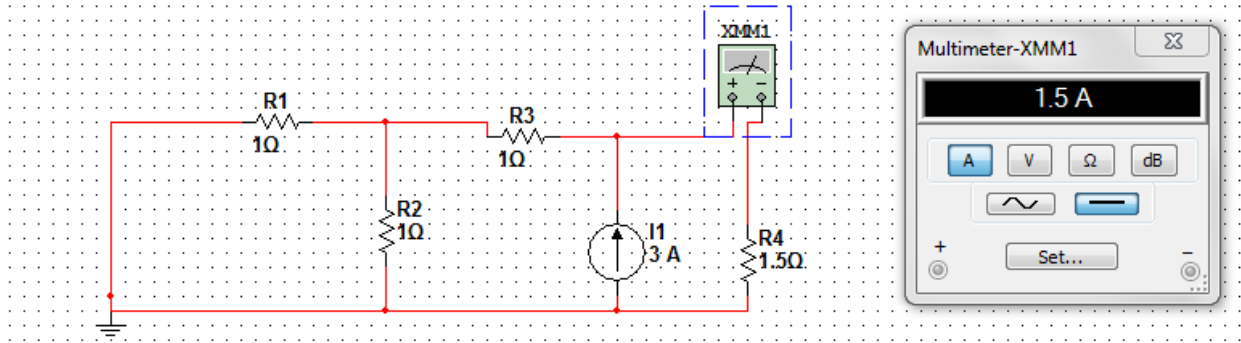 XMM1
R1
1Ω
R3
1Ω
R2
1Ω
I1
3 A
R4
1.5Ω
+ −
Multimeter-XMM1
1.5 A
A V Ω dB
+ Set... −